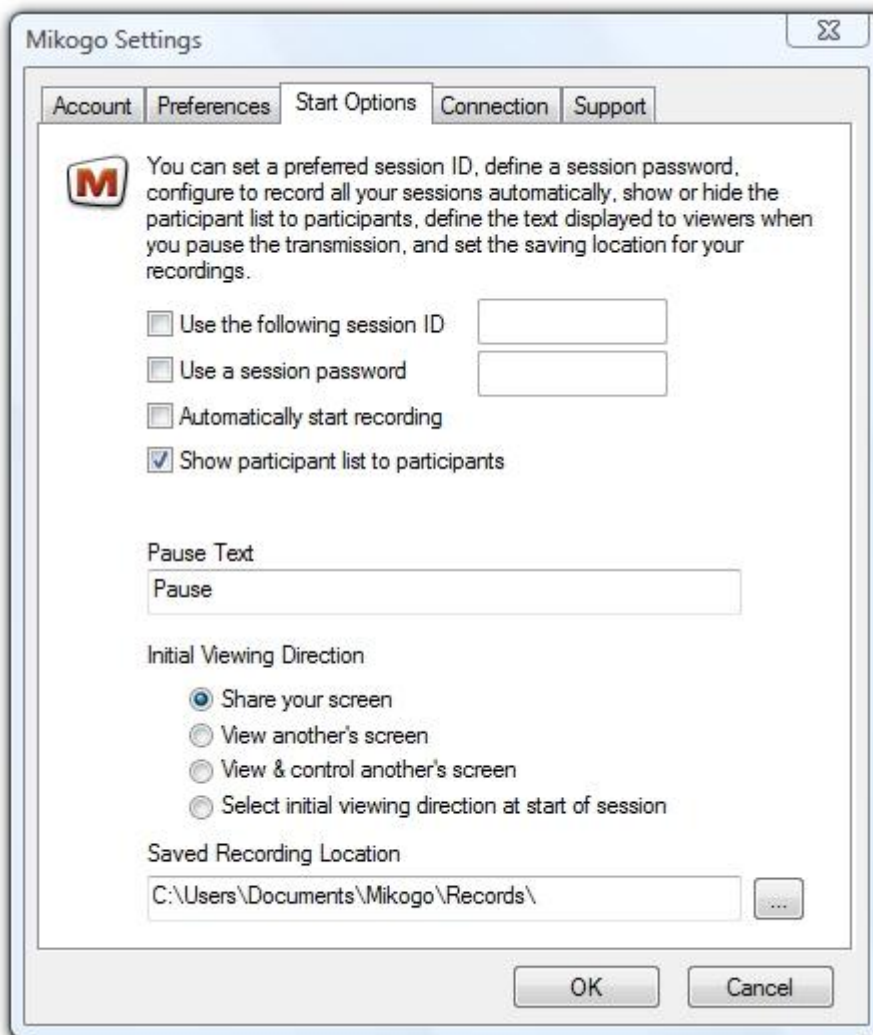 Mikogo Settings
Account Preferences Start Options Connection Support
M
You can set a preferred session ID, define a session password,
configure to record all your sessions automatically, show or hide the
participant list to participants, define the text displayed to viewers when
you pause the transmission, and set the saving location for your
recordings.
Use the following session ID
Use a session password
Automatically start recording
Show participant list to participants
Pause Text
Pause
Initial Viewing Direction
Share your screen
View another's screen
View & control another's screen
Select initial viewing direction at start of session
Saved Recording Location
C:\Users\Documents\Mikogo\Records\
...
OK Cancel